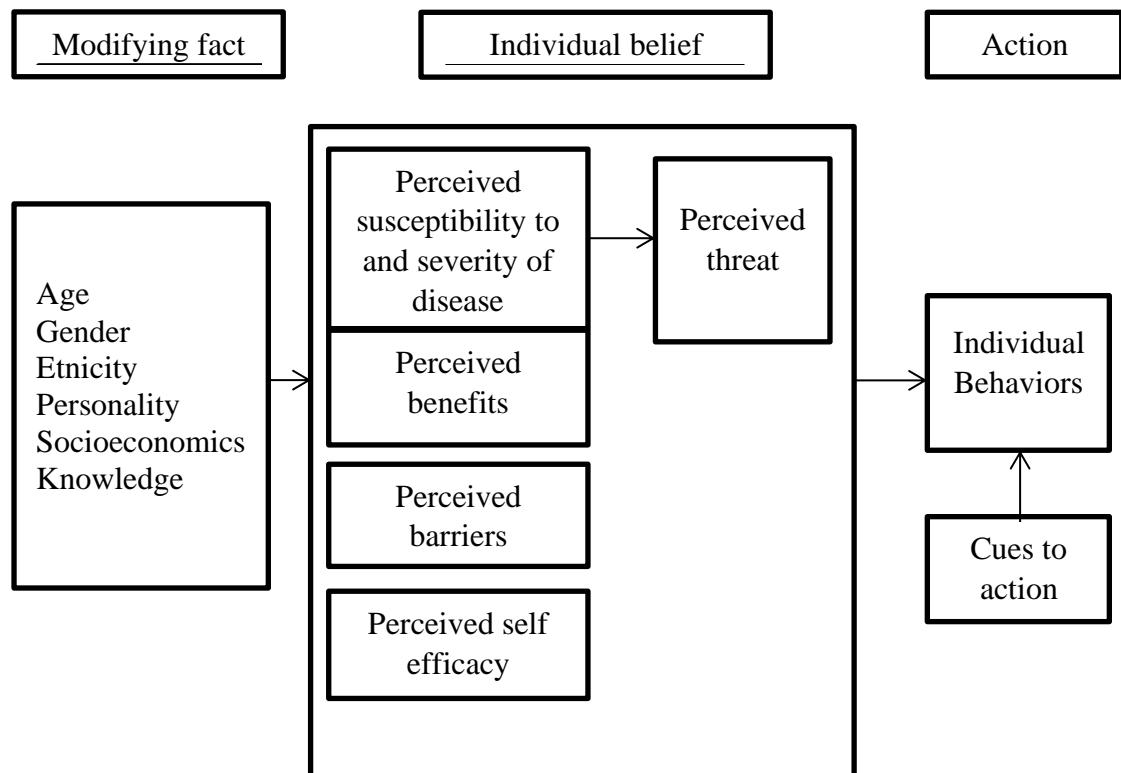 Modifying fact
Individual belief
Action
Age
Gender
Etnicity
Personality
Socioeconomics
Knowledge
Perceived
susceptibility to
and severity of
disease
Perceived
threat
Perceived
benefits
Perceived
barriers
Perceived self
efficacy
Individual
Behaviors
Cues to
action